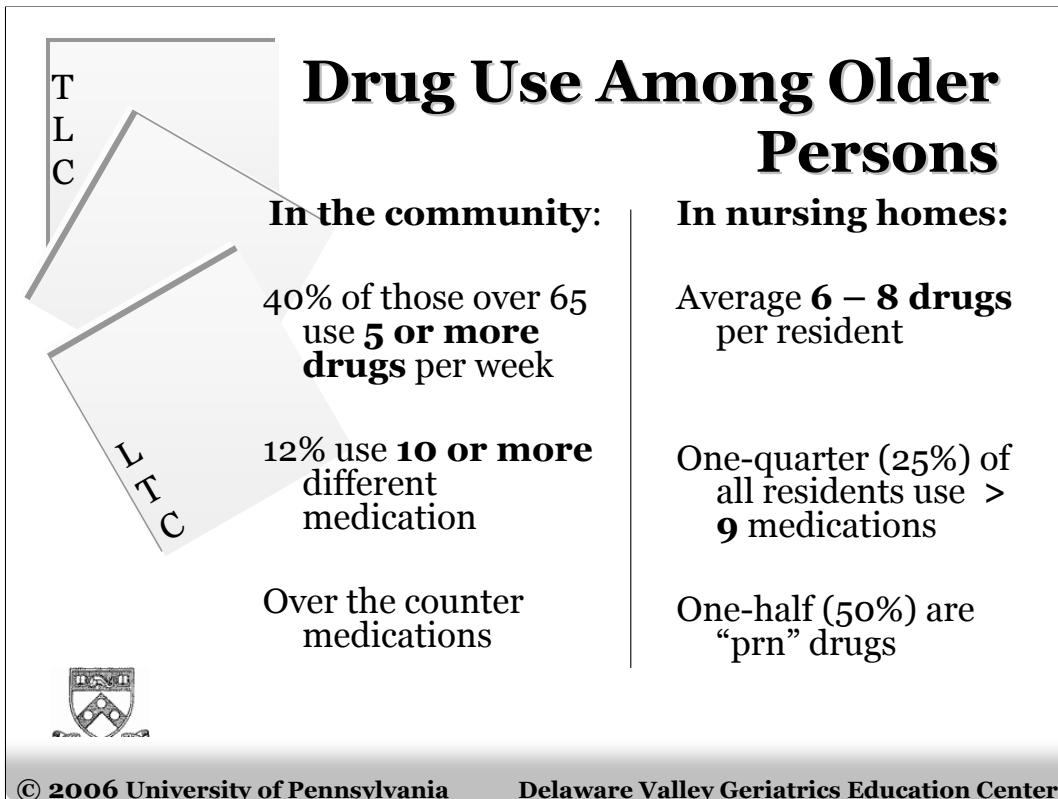 T
L
C
Drug Use Among Older
Persons
In the community:
40% of those over 65
use 5 or more
drugs per week
12% use 10 or more
different
medication
Over the counter
medications
In nursing homes:
Average 6 – 8 drugs
per resident
One-quarter (25%) of
all residents use >
9 medications
One-half (50%) are
“prn” drugs
L
T
C
© 2006 University of Pennsylvania Delaware Valley Geriatrics Education Center